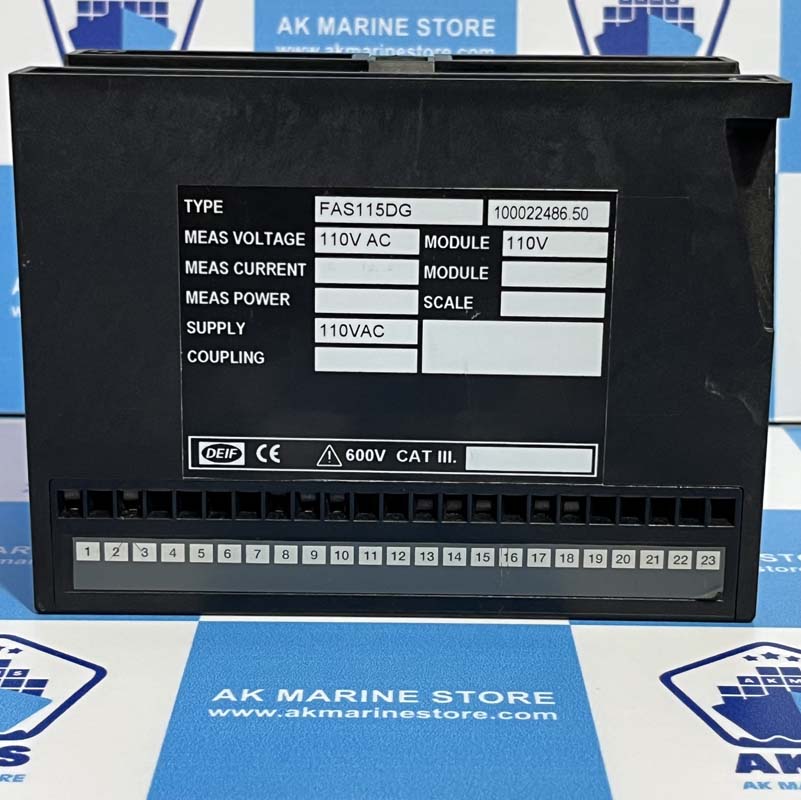 AK MARINE STORE
www.akmarinestore.com
TYPE FAS115DG 100022486.50
MEAS VOLTAGE 110V AC MODULE 110V
MEAS CURRENT MODULE
MEAS POWER SCALE
SUPPLY 110VAC
COUPLING
DEIF CE 600V CAT III.
1 2 3 4 5 6 7 8 9 10 11 12 13 14 15 16 17 18 19 20 21 22 23
AK MARINE STORE
www.akmarinestore.com